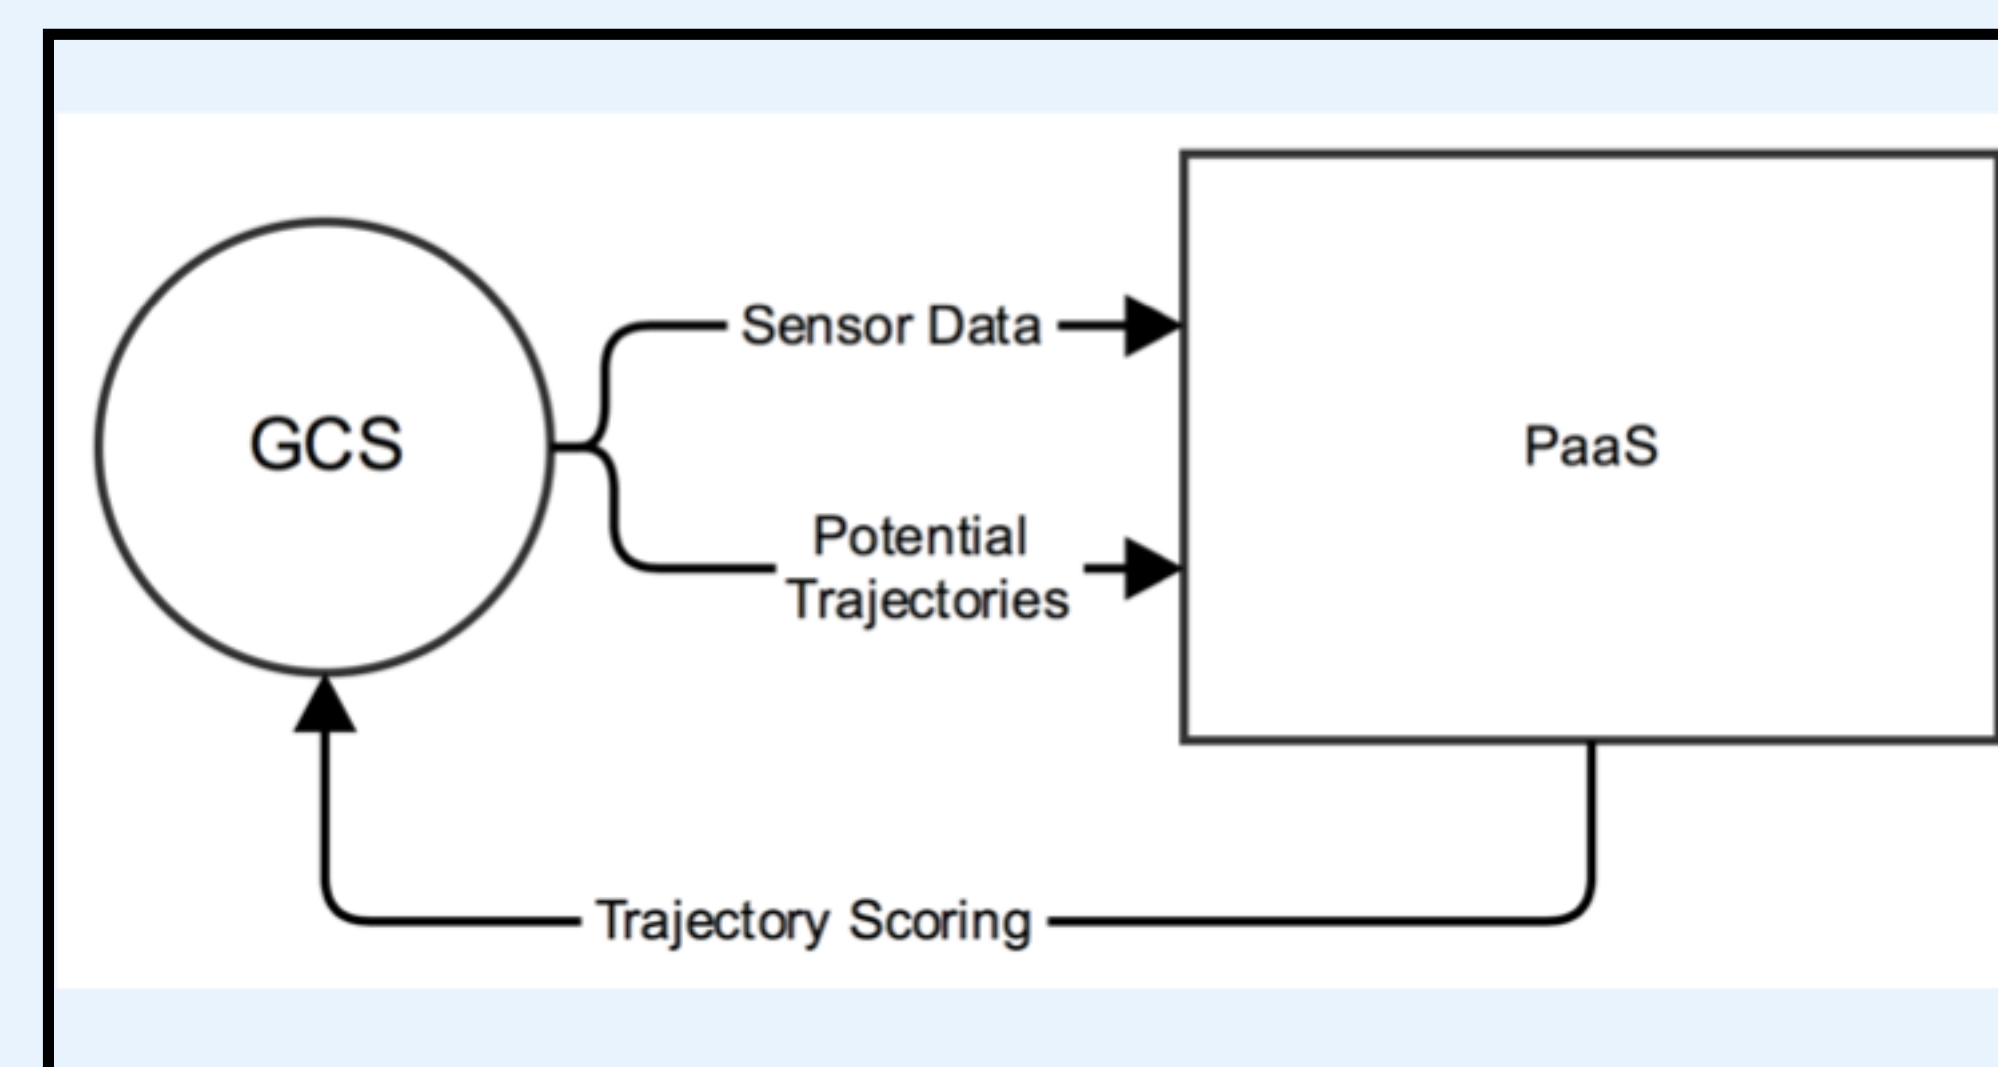 Sensor Data
GCS
PaaS
Potential
Trajectories
Trajectory Scoring